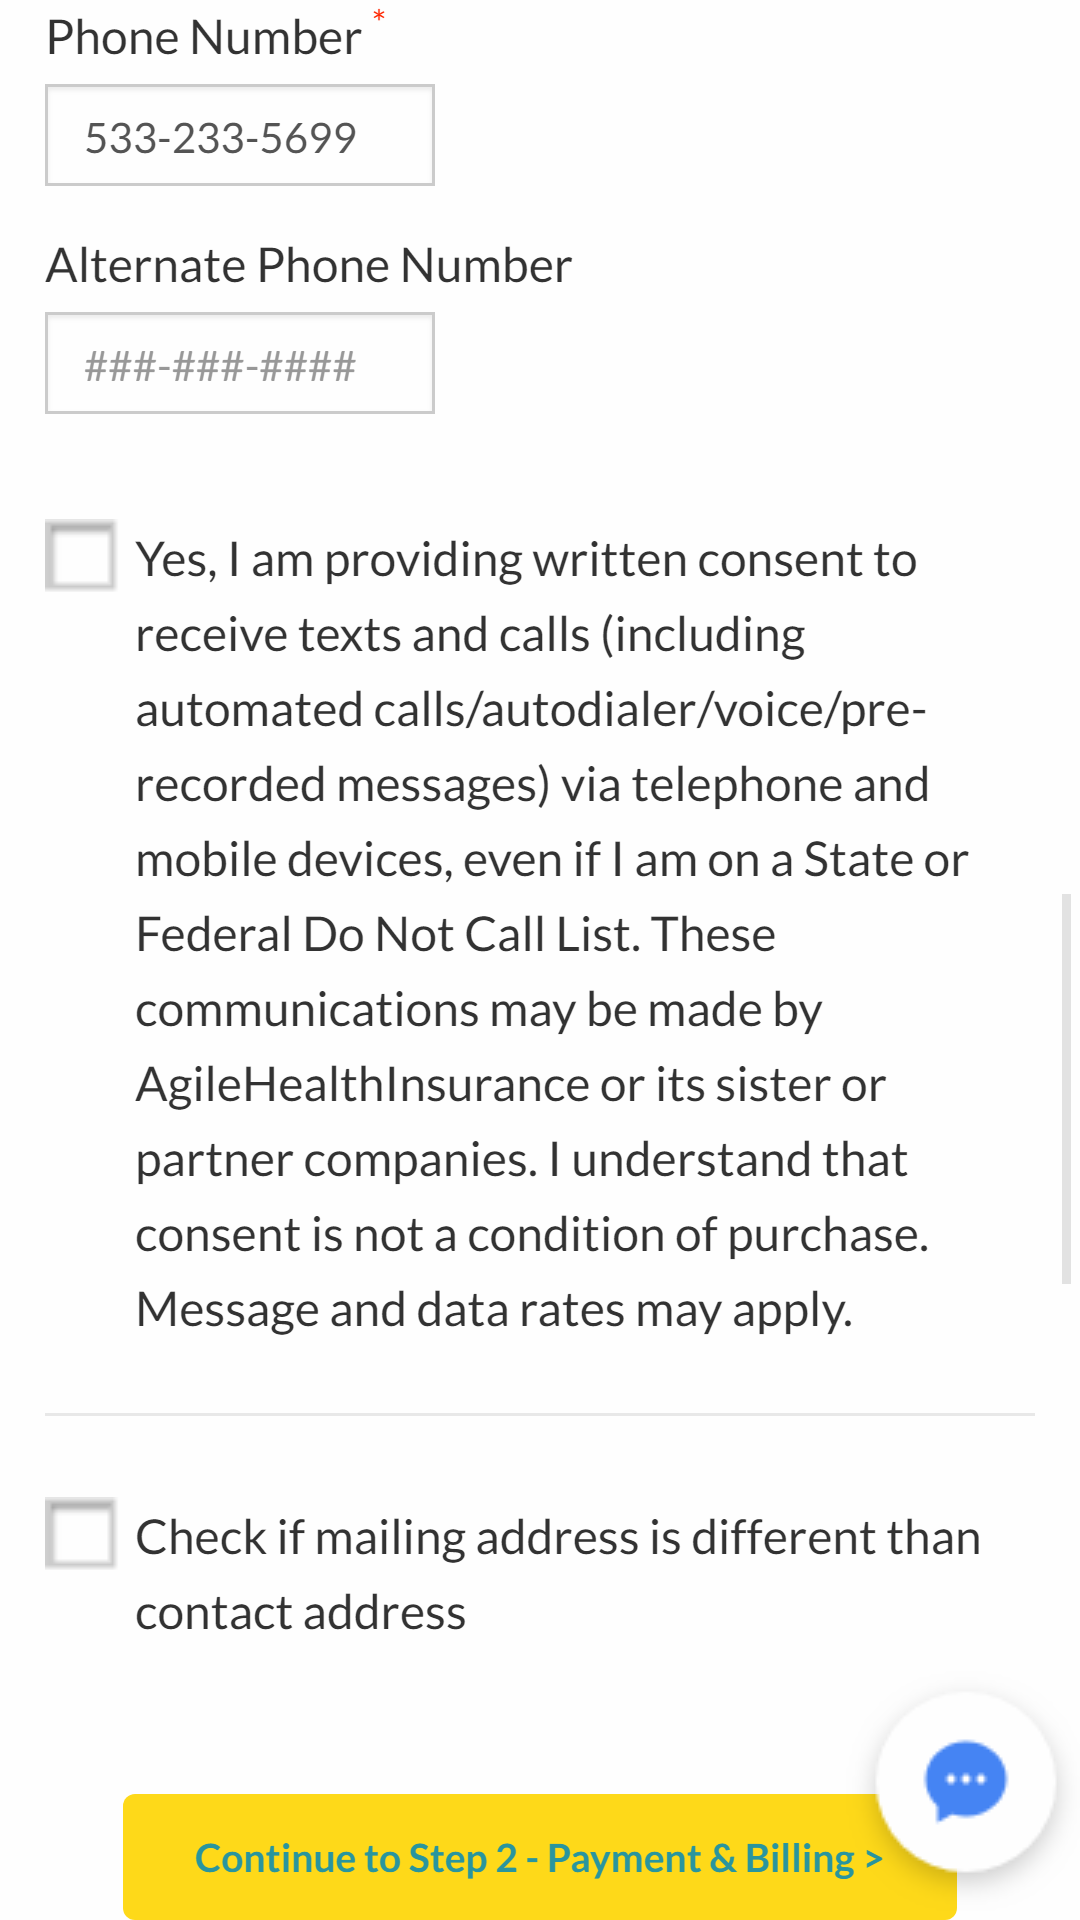 Phone Number *
533-233-5699
Alternate Phone Number
###-###-####
Yes, I am providing written consent to
receive texts and calls (including
automated calls/autodialer/voice/pre-
recorded messages) via telephone and
mobile devices, even if I am on a State or
Federal Do Not Call List. These
communications may be made by
AgileHealthInsurance or its sister or
partner companies. I understand that
consent is not a condition of purchase.
Message and data rates may apply.
Check if mailing address is different than
contact address
Continue to Step 2 - Payment & Billing >